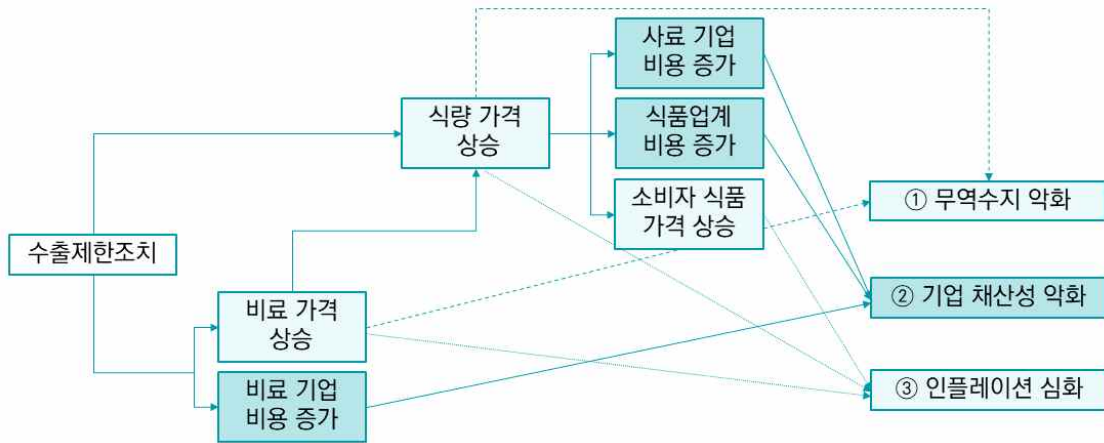 사료 기업
비용 증가
식량 가격
상승
식품업계
비용 증가
소비자 식품
가격 상승
① 무역수지 악화
수출제한조치
② 기업 채산성 악화
비료 가격
상승
③ 인플레이션 심화
비료 기업
비용 증가